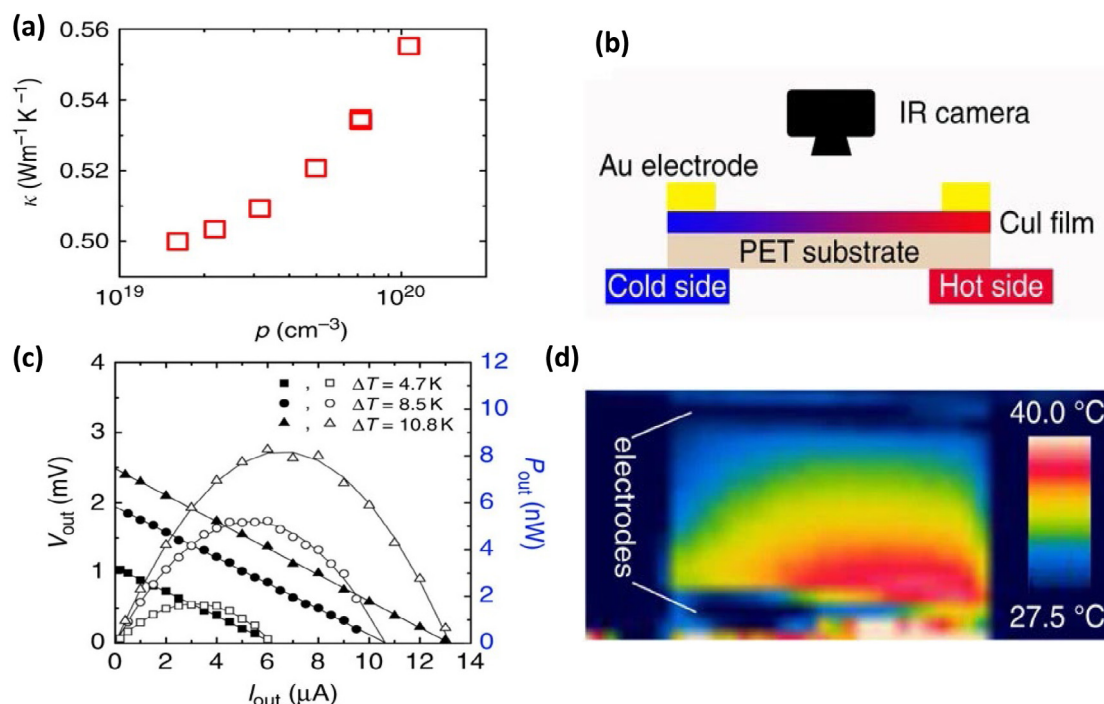 (a)
0.56
0.54
0.52
0.50
κ (Wm⁻¹ K⁻¹)
10¹⁹
10²⁰
p (cm⁻³)
(b)
IR camera
Au electrode
CuI film
PET substrate
Cold side
Hot side
(c)
4
3
2
1
0
V_out (mV)
12
10
8
6
4
2
0
P_out (nW)
, ΔT = 4.7 K
, ΔT = 8.5 K
, ΔT = 10.8 K
0 2 4 6 8 10 12 14
I_out (μA)
(d)
electrodes
40.0 °C
27.5 °C